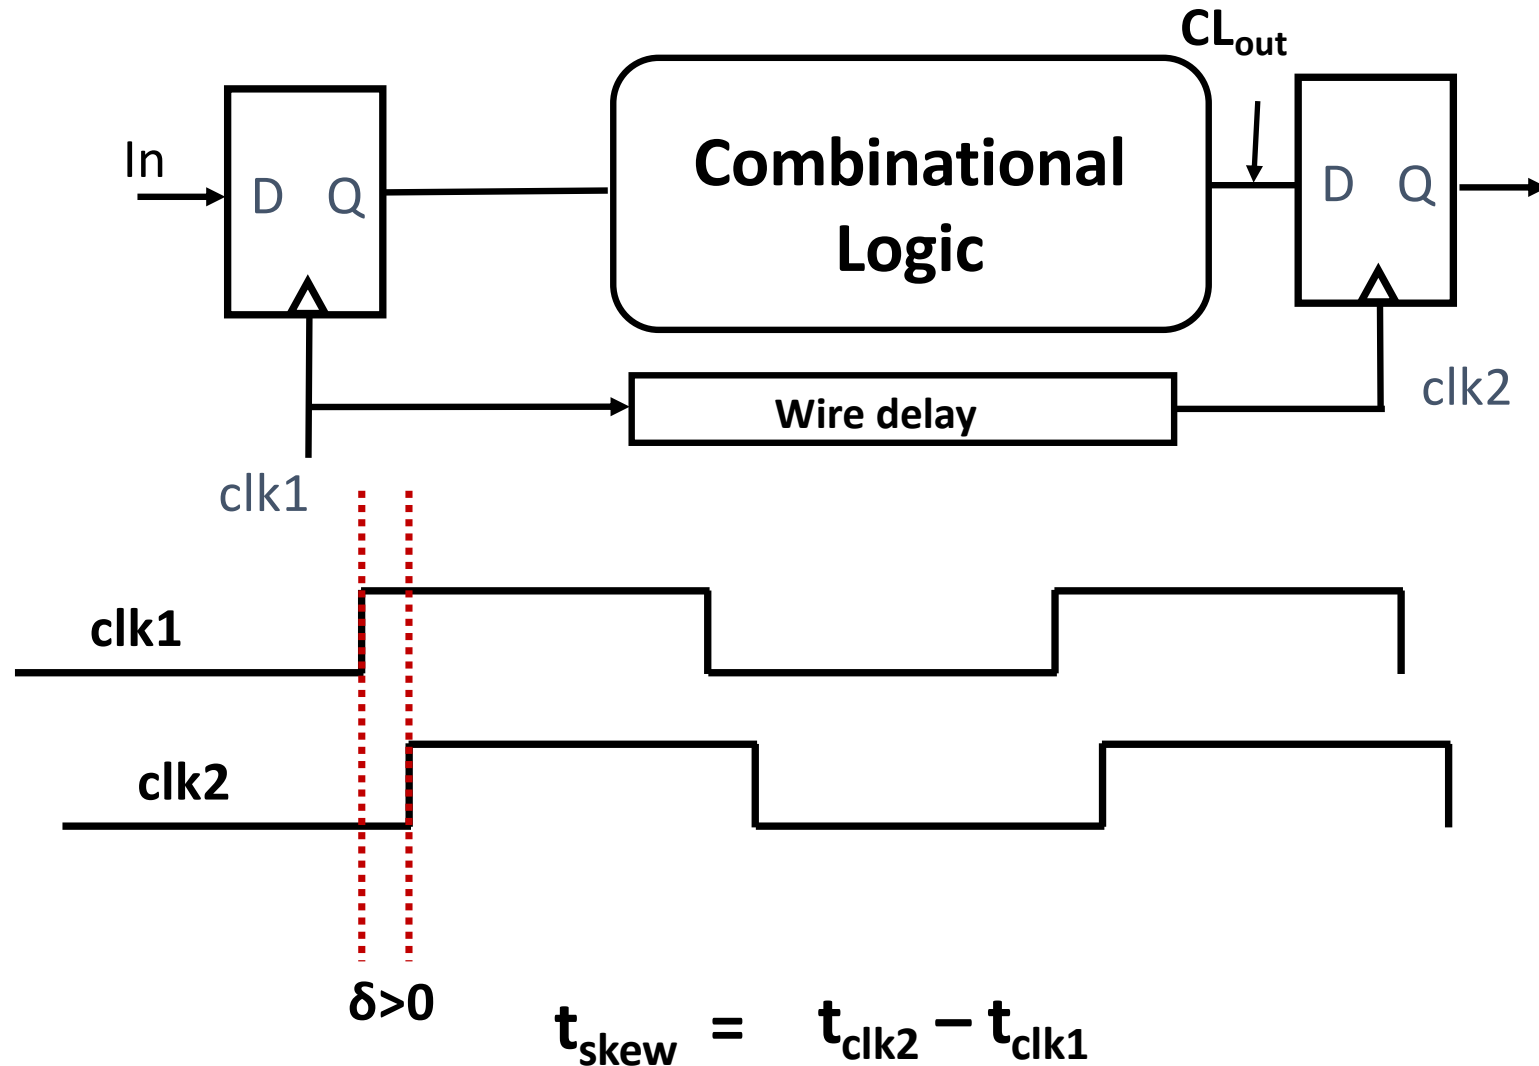 CLout
In
D Q
Combinational
Logic
D Q
Wire delay
clk2
clk1
clk1
clk2
δ>0
tskew = tclk2 – tclk1